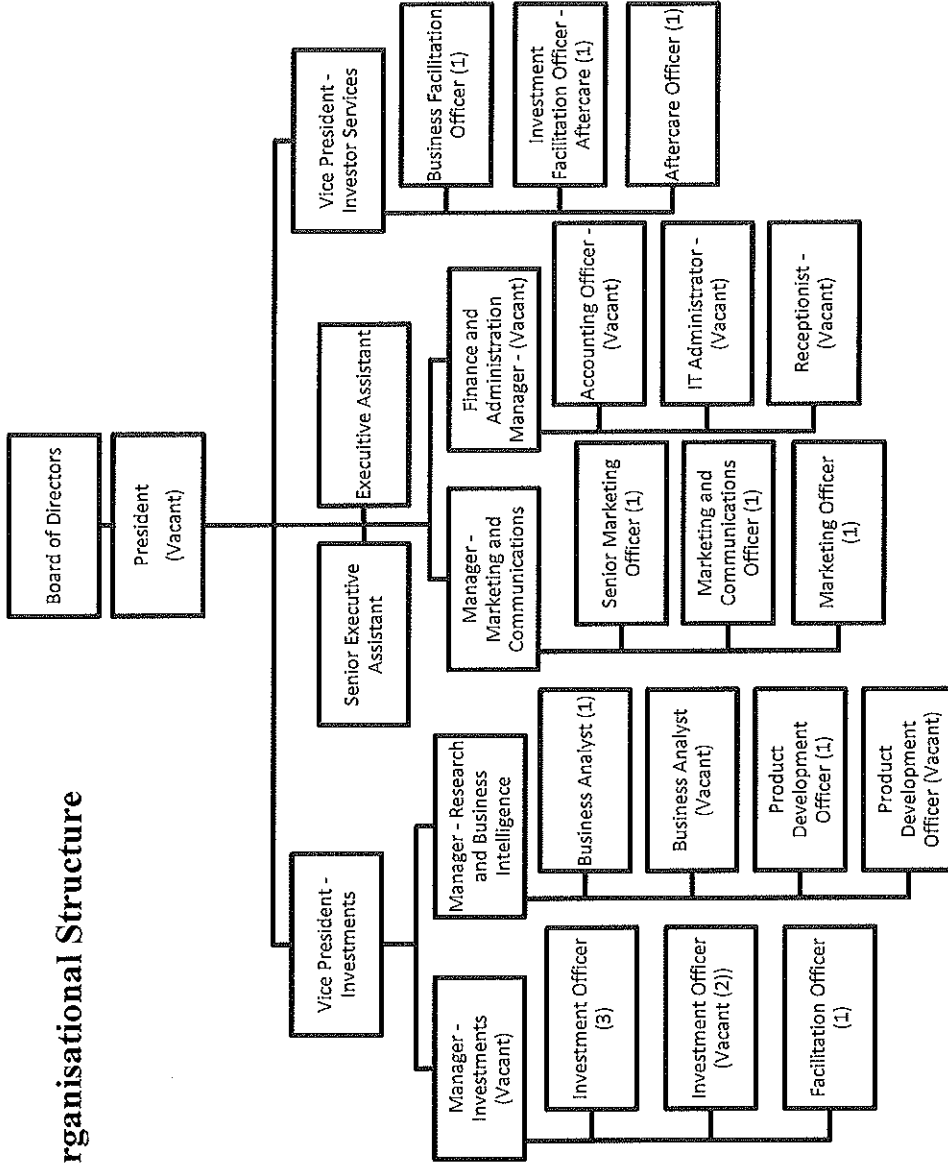 rganisational Structure
Board of Directors
President
(Vacant)
Senior Executive
Assistant
Execuitive Assistant
Vice President -
Investments
Manager -
Investments
(Vacant)
Investment Officer
(3)
Investment Officer
(Vacant (2))
Facilitation Officer
(1)
Manager - Research
and Business
Intelligence
Business Analyst (1)
Business Analyst
(Vacant)
Product
Development
Officer (1)
Product
Development
Officer (Vacant)
Manager -
Marketing and
Communications
Senior Marketing
Officer (1)
Marketing and
Communications
Officer (1)
Marketing Officer
(1)
Finance and
Administration
Manager - (Vacant)
Accounting Officer -
(Vacant)
IT Administrator -
(Vacant)
Receptionist -
(Vacant)
Vice President -
Investor Services
Business Facilitation
Officer (1)
Investment
Facilitation Officer -
Aftercare (1)
Aftercare Officer (1)